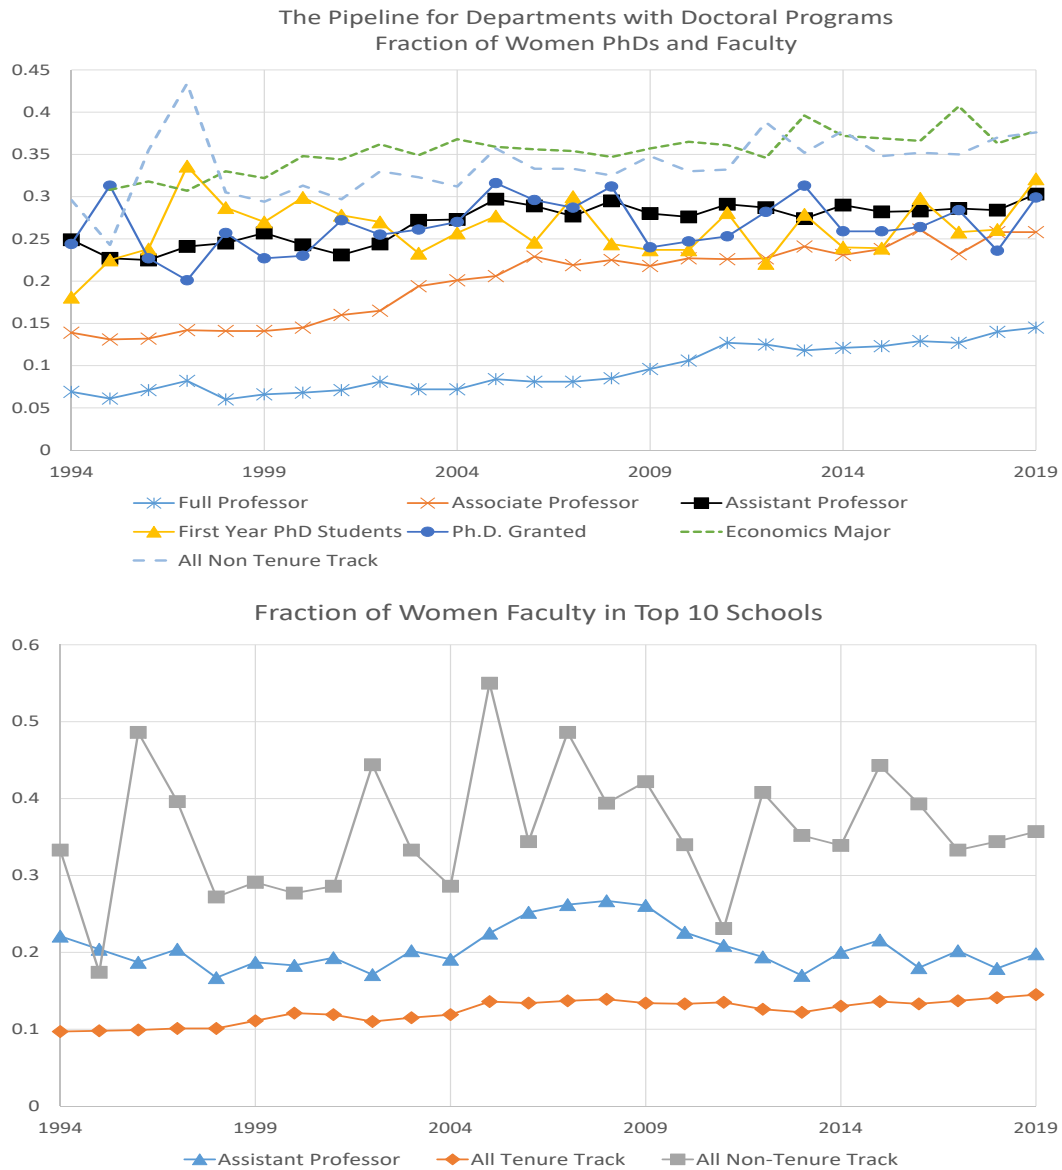 The Pipeline for Departments with Doctoral Programs
Fraction of Women PhDs and Faculty
0.45
0.4
0.35
0.3
0.25
0.2
0.15
0.1
0.05
0
1994 1999 2004 2009 2014 2019
Full Professor Associate Professor Assistant Professor
First Year PhD Students Ph.D. Granted Economics Major
All Non Tenure Track
Fraction of Women Faculty in Top 10 Schools
0.6
0.5
0.4
0.3
0.2
0.1
0
1994 1999 2004 2009 2014 2019
Assistant Professor All Tenure Track All Non-Tenure Track